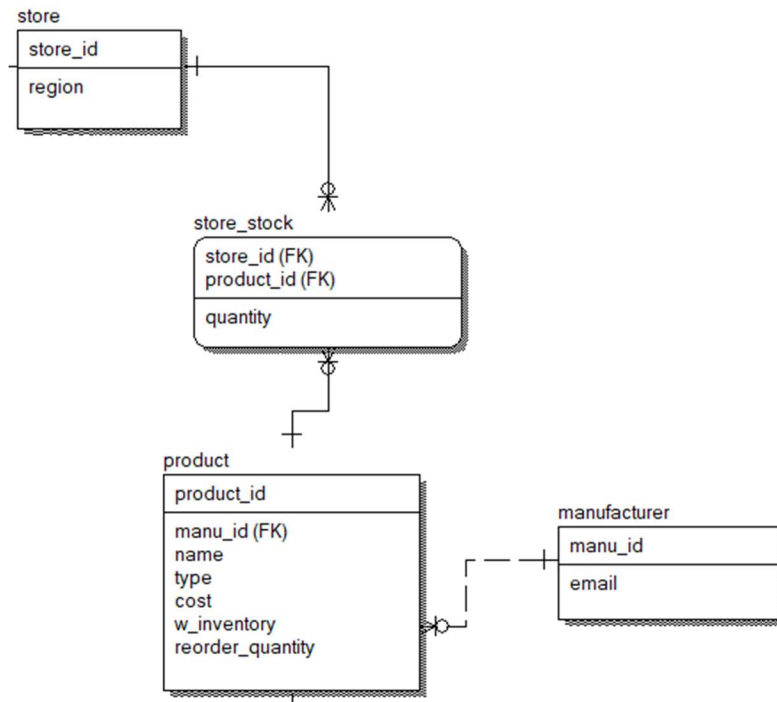 store
store_id
region
store_stock
store_id (FK)
product_id (FK)
quantity
product
product_id
manu_id (FK)
name
type
cost
w_inventory
reorder_quantity
manufacturer
manu_id
email